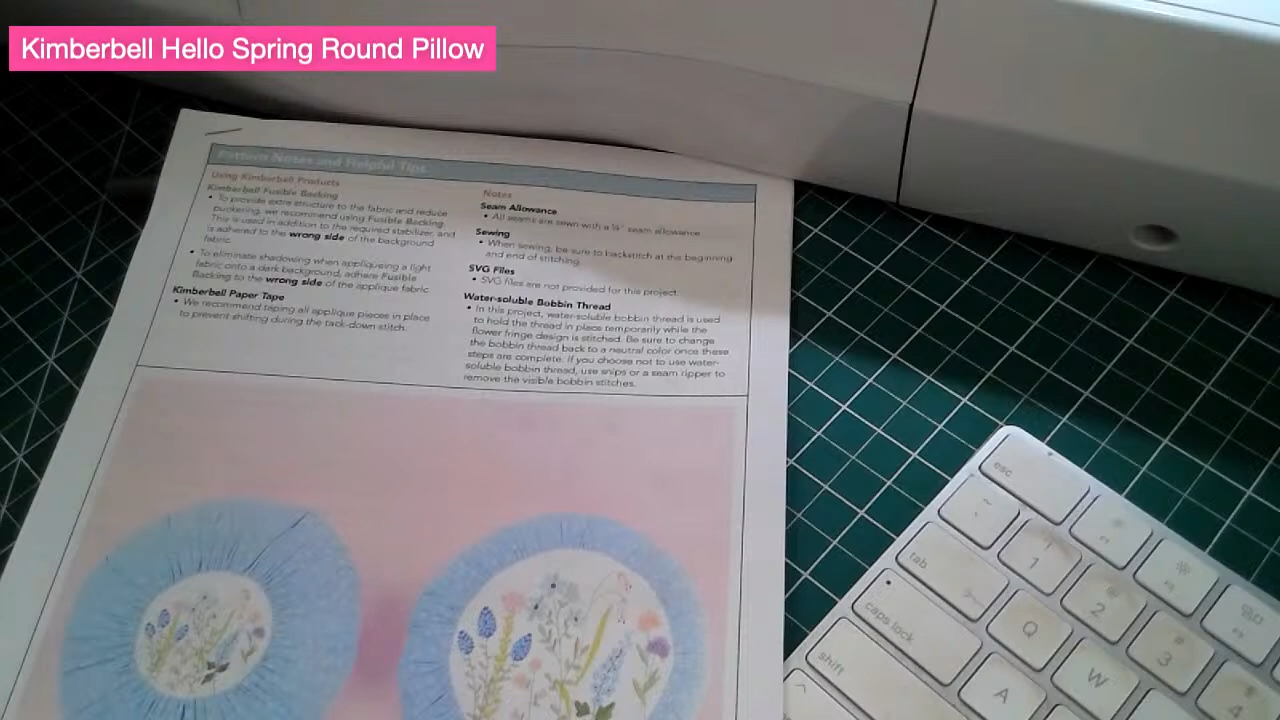 Kimberbell Hello Spring Round Pillow
Pattern Notes and Helpful Tips
Using Kimberbell Products
Kimberbell Fusible Backing
• To provide extra structure to the fabric and reduce
puckering, we recommend using Fusible Backing.
This is used in addition to the required stabilizer, and
is adhered to the wrong side of the background
fabric.
• To eliminate shadowing when appliqueing a light
fabric onto a dark background, adhere Fusible
Backing to the wrong side of the applique fabric.
Kimberbell Paper Tape
• We recommend taping all applique pieces in place
to prevent shifting during the tack-down stitch.
Notes
Seam Allowance
• All seams are sewn with a ¼" seam allowance
Sewing
• When sewing, be sure to backstitch at the beginning
and end of stitching.
SVG Files
• SVG files are not provided for this project.
Water-soluble Bobbin Thread
• In this project, water-soluble bobbin thread is used
to hold the thread in place temporarily while the
flower fringe design is stitched. Be sure to change
the bobbin thread back to a neutral color once these
steps are complete. If you choose not to use water-
soluble bobbin thread, use snips or a seam ripper to
remove the visible bobbin stitches.
esc
~
! 1
@ 2
# 3
4
tab
Q
W
caps lock
A
shift